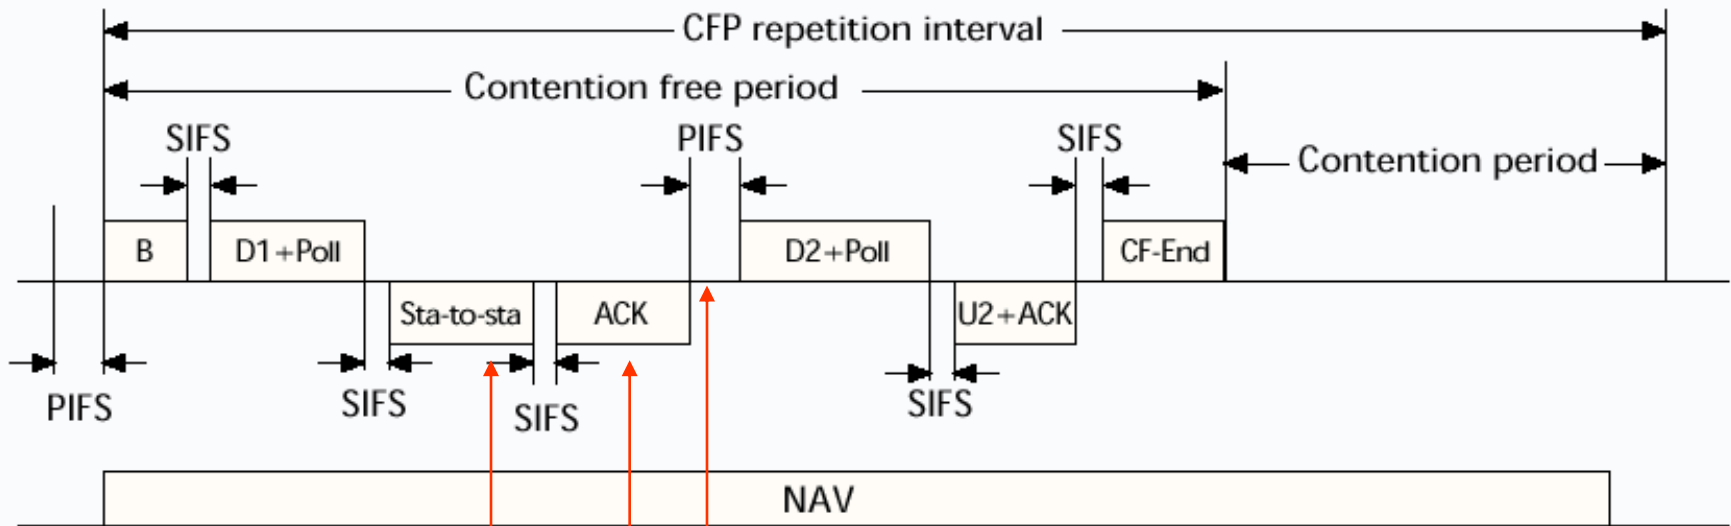 CFP repetition interval
Contention free period
SIFS
PIFS
SIFS
Contention period
B
D1+Poll
D2+Poll
CF-End
Sta-to-sta
ACK
U2+ACK
PIFS
SIFS
SIFS
SIFS
NAV